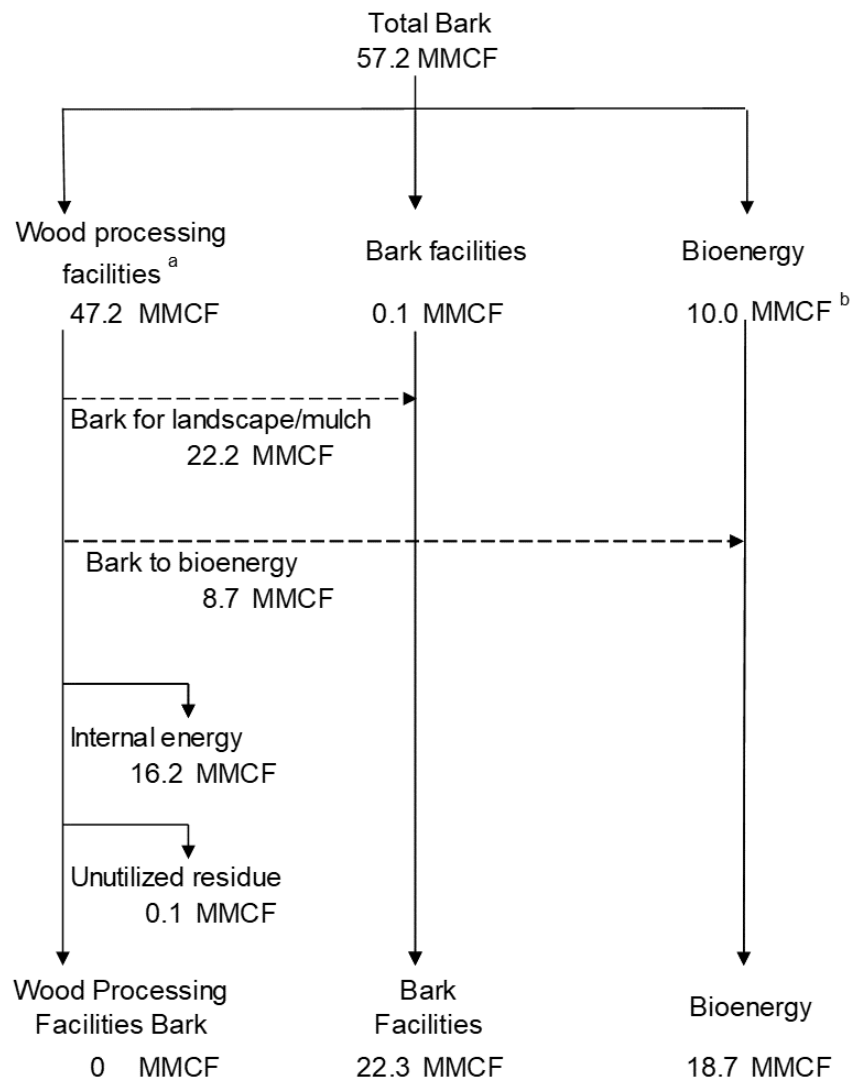 Total Bark
57.2 MMCF
Wood processing
facilities a
47.2 MMCF
Bark facilities
0.1 MMCF
Bioenergy
10.0 MMCF b
Bark for landscape/mulch
22.2 MMCF
Bark to bioenergy
8.7 MMCF
Internal energy
16.2 MMCF
Unutilized residue
0.1 MMCF
Wood Processing
Facilities Bark
0 MMCF
Bark
Facilities
22.3 MMCF
Bioenergy
18.7 MMCF